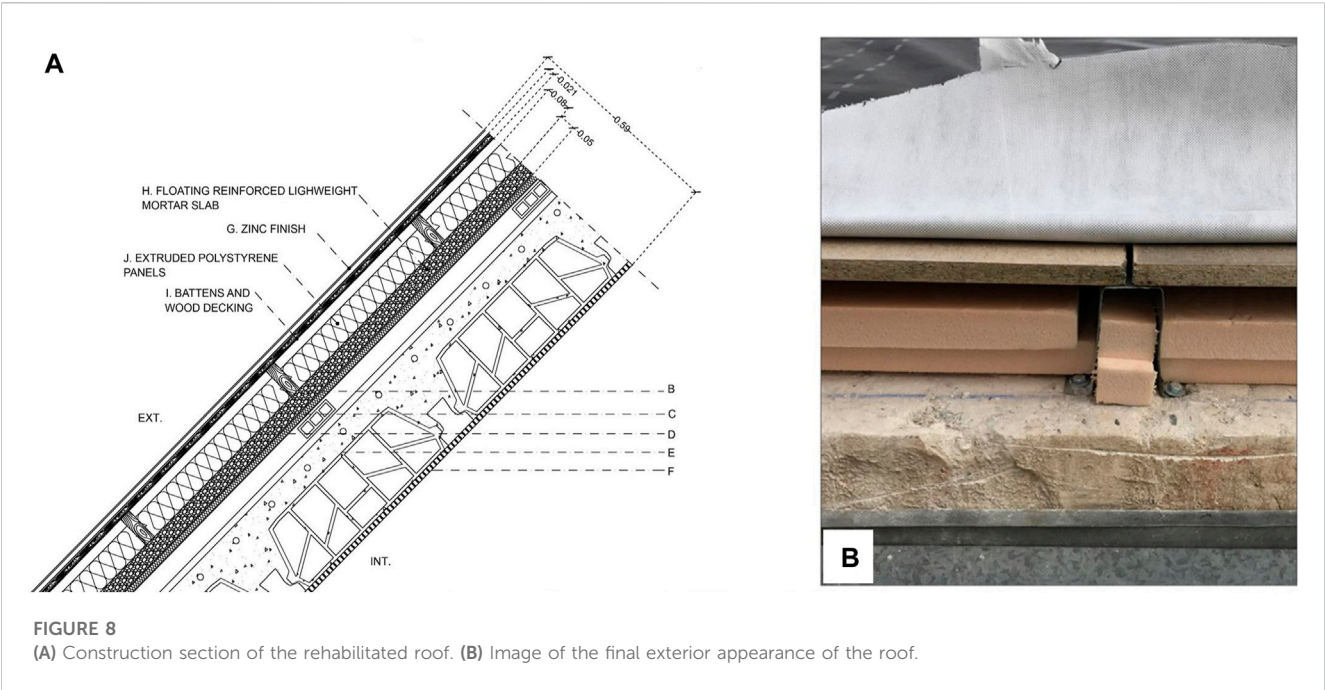 A
0.021
0.08
0.59
0.05
H. FLOATING REINFORCED LIGHWEIGHT
MORTAR SLAB
G. ZINC FINISH
J. EXTRUDED POLYSTYRENE
PANELS
I. BATTENS AND
WOOD DECKING
EXT.
B
C
D
E
F
INT.
B
FIGURE 8
(A) Construction section of the rehabilitated roof. (B) Image of the final exterior appearance of the roof.